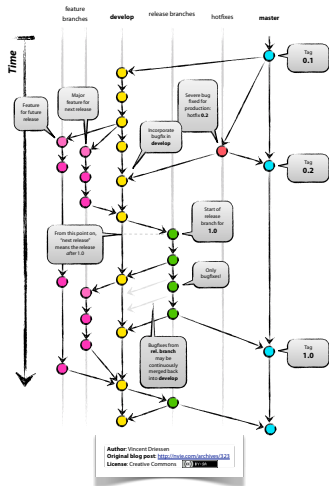 feature
branches
develop
release branches
hotfixes
master
Time
Tag
0.1
Major
feature for
next release
Feature
for future
release
Severe bug
fixed for
production:
hotfix 0.2
Incorporate
bugfix in
develop
Tag
0.2
Start of
release
branch for
1.0
From this point on,
"next release"
means the release
after 1.0
Only
bugfixes!
Bugfixes from
rel. branch
may be
continuously
merged back
into develop
Tag
1.0
Author: Vincent Driessen
Original blog post: http://nvie.com/archives/323
License: Creative Commons
BY-SA